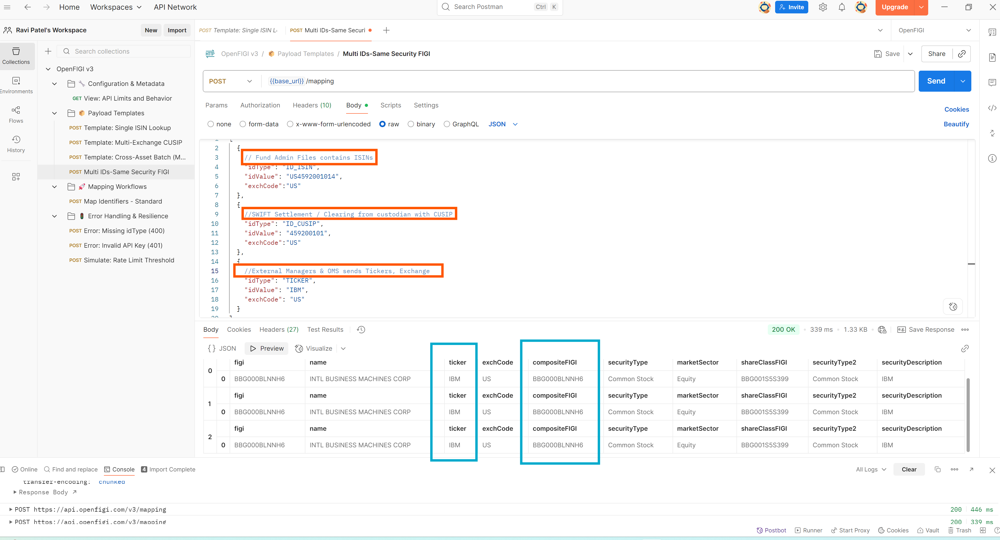 Home Workspaces API Network Search Postman Ctrl K Invite Upgrade
Ravi Patel's Workspace New Import POST Template: Single ISIN L POST Multi IDs-Same Securi OpenFIGI
Collections
Environments
Flows
History
Search collections
OpenFIGI v3
Configuration & Metadata
GET View: API Limits and Behavior
Payload Templates
POST Template: Single ISIN Lookup
POST Template: Multi-Exchange CUSIP
POST Template: Cross-Asset Batch (M...
POST Multi IDs-Same Security FIGI
Mapping Workflows
POST Map Identifiers - Standard
Error Handling & Resilience
POST Error: Missing idType (400)
POST Error: Invalid API Key (401)
POST Simulate: Rate Limit Threshold
HTTP OpenFIGI v3 / Payload Templates / Multi IDs-Same Security FIGI Save Share
POST {{base_url}}/mapping Send
Params Authorization Headers (10) Body Scripts Settings Cookies
none form-data x-www-form-urlencoded raw binary GraphQL JSON Beautify
1 [
2 {
3 // Fund Admin Files contains ISINs
4 "idType": "ID_ISIN",
5 "idValue": "US4592001014",
6 "exchCode":"US"
7 },
8 {
9 //SWIFT Settlement / Clearing from custodian with CUSIP
10 "idType": "ID_CUSIP",
11 "idValue": "459200101",
12 "exchCode":"US"
13 },
14 {
15 //External Managers & OMS sends Tickers, Exchange
16 "idType": "TICKER",
17 "idValue": "IBM",
18 "exchCode": "US"
19 }
20 ]
Body Cookies Headers (27) Test Results 200 OK 339 ms 1.33 KB e.g. Save Response
{} JSON Preview Visualize
0 figi name ticker exchCode compositeFIGI securityType marketSector shareClassFIGI securityType2 securityDescription
0 BBG000BLNNH6 INTL BUSINESS MACHINES CORP IBM US BBG000BLNNH6 Common Stock Equity BBG001S5S399 Common Stock IBM
1 figi name ticker exchCode compositeFIGI securityType marketSector shareClassFIGI securityType2 securityDescription
0 BBG000BLNNH6 INTL BUSINESS MACHINES CORP IBM US BBG000BLNNH6 Common Stock Equity BBG001S5S399 Common Stock IBM
2 figi name ticker exchCode compositeFIGI securityType marketSector shareClassFIGI securityType2 securityDescription
0 BBG000BLNNH6 INTL BUSINESS MACHINES CORP IBM US BBG000BLNNH6 Common Stock Equity BBG001S5S399 Common Stock IBM
Online Find and replace Console 4 Import Complete All Logs Clear
transfer-encoding: chunked
Response Body
POST https://api.openfigi.com/v3/mapping 200 446 ms
POST https://api.openfigi.com/v3/mapping 200 339 ms
Postbot Runner Start Proxy Cookies Vault Trash